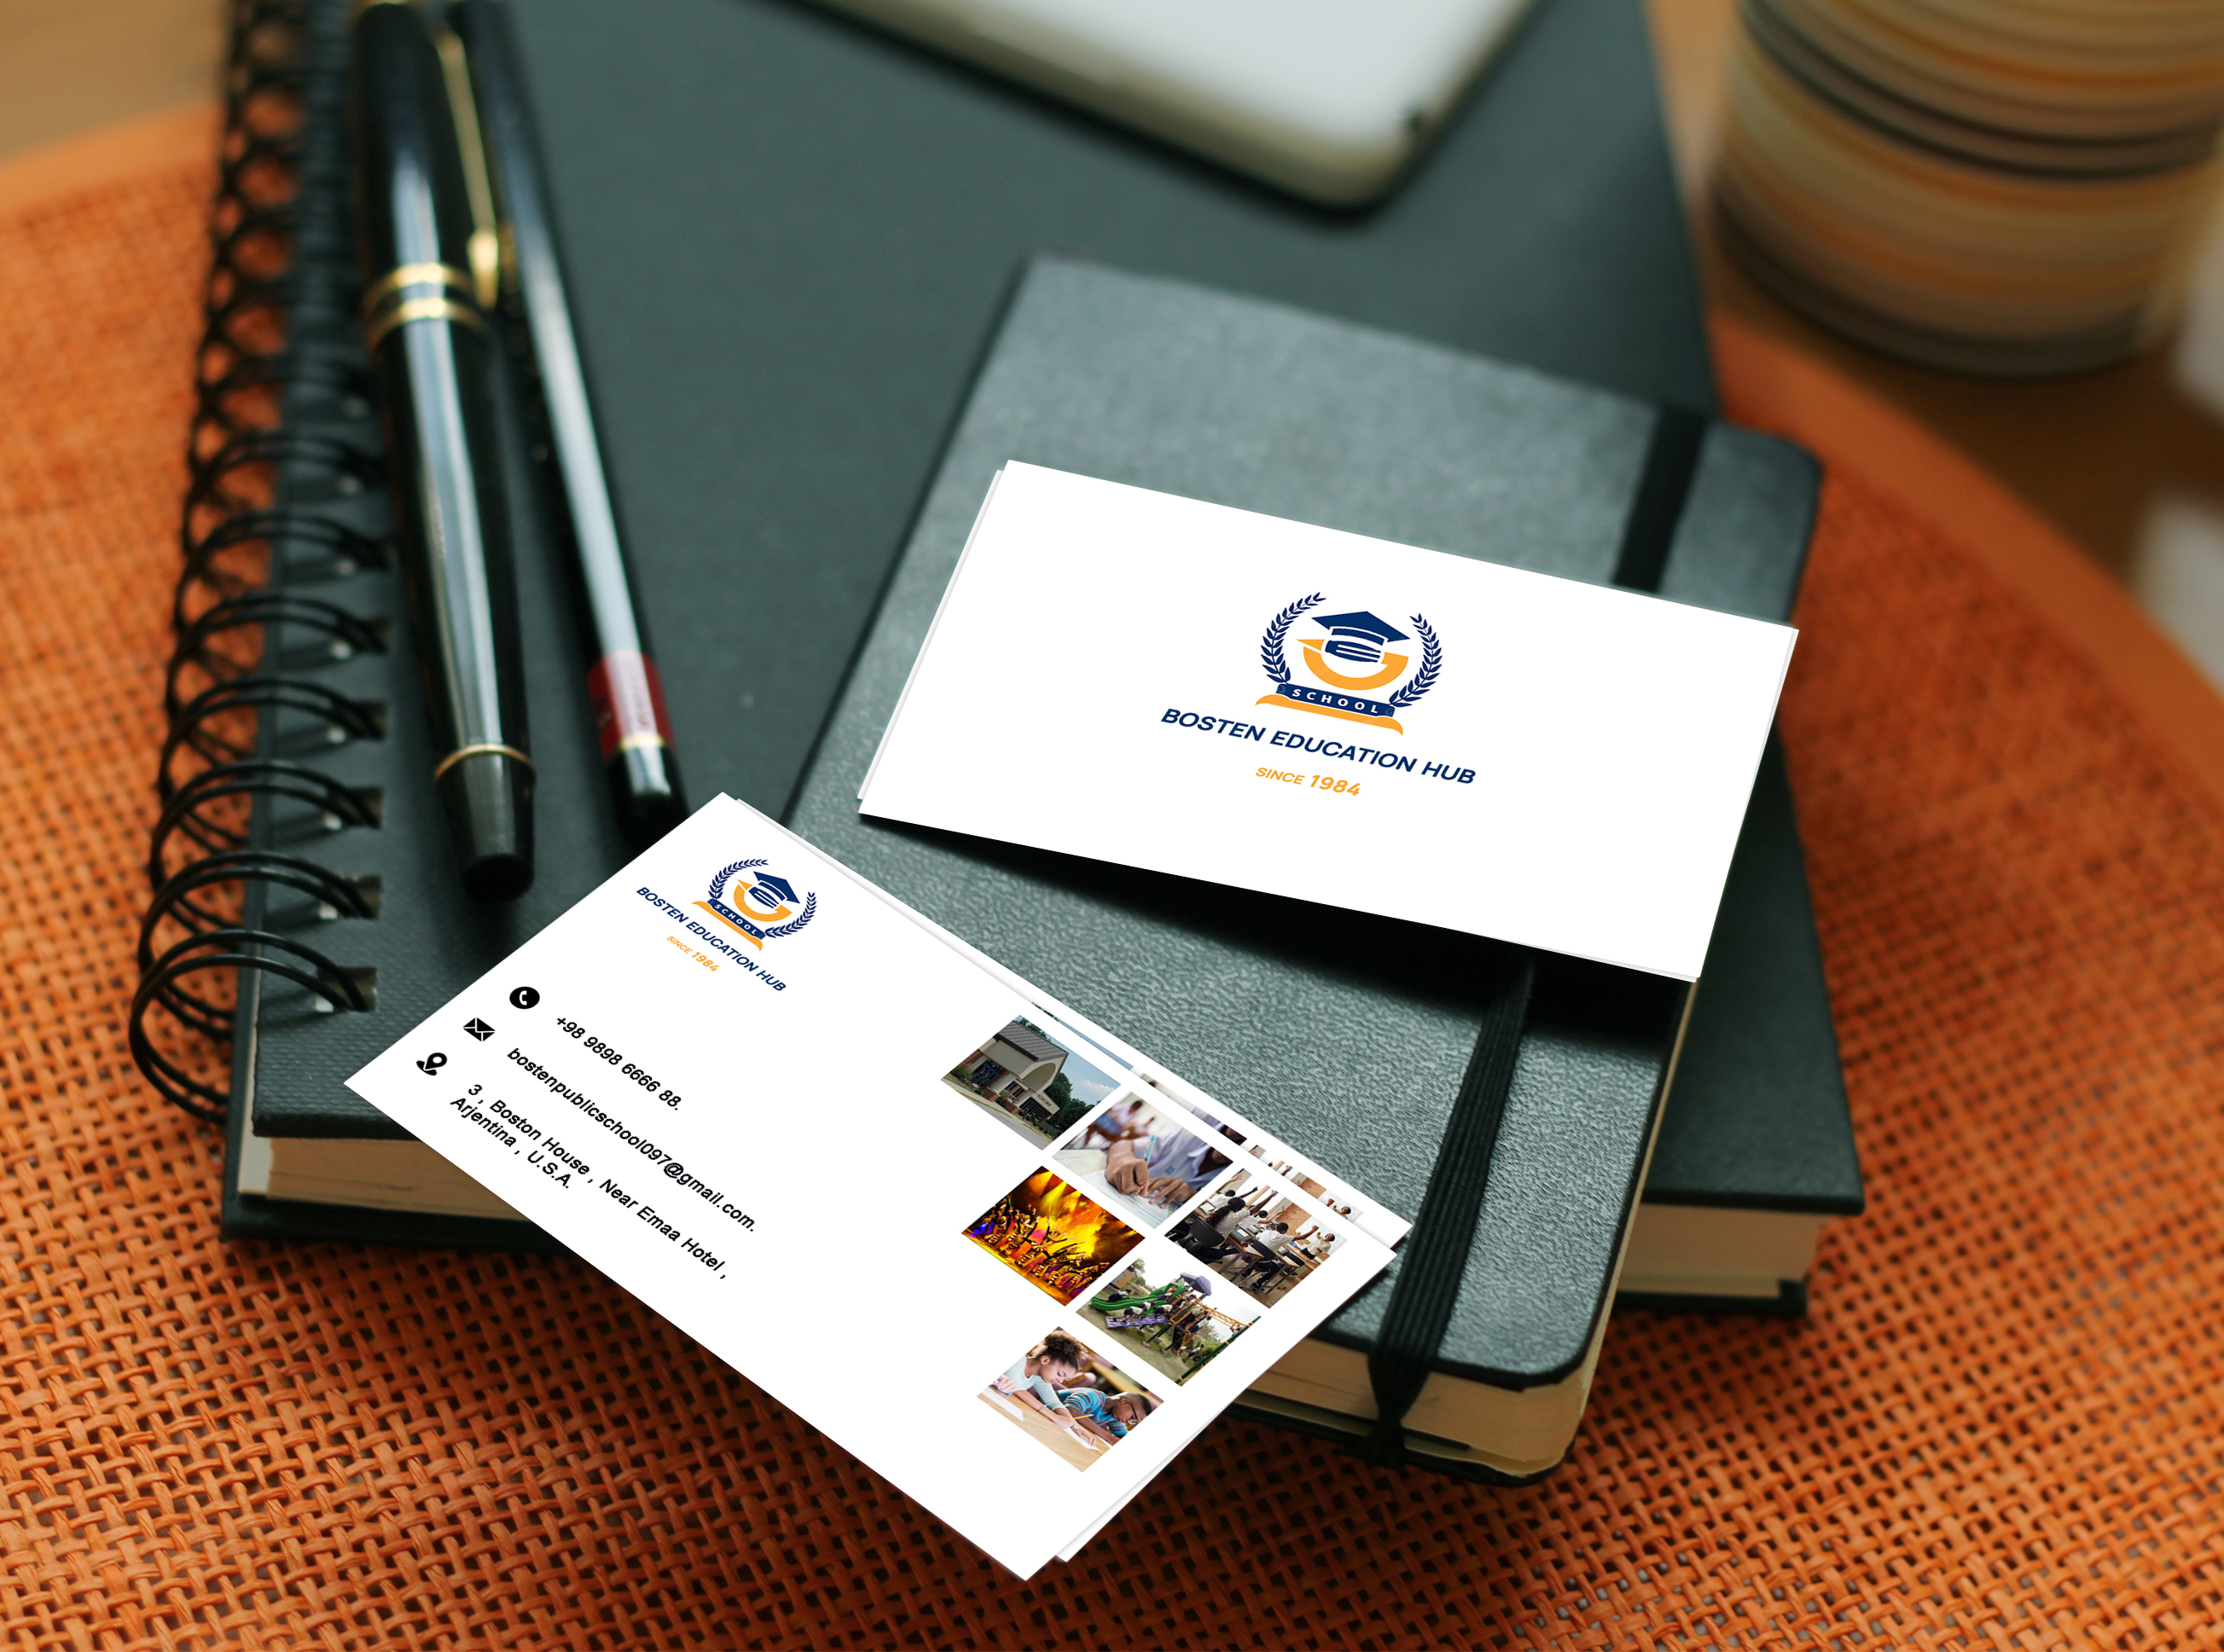 SCHOOL
BOSTEN EDUCATION HUB
SINCE 1984
SCHOOL
BOSTEN EDUCATION HUB
SINCE 1984
+98 9898 6666 88.
bostenpublicschool097@gmail.com.
3 , Boston House , Near Emaa Hotel ,
Arjentina , U.S.A.